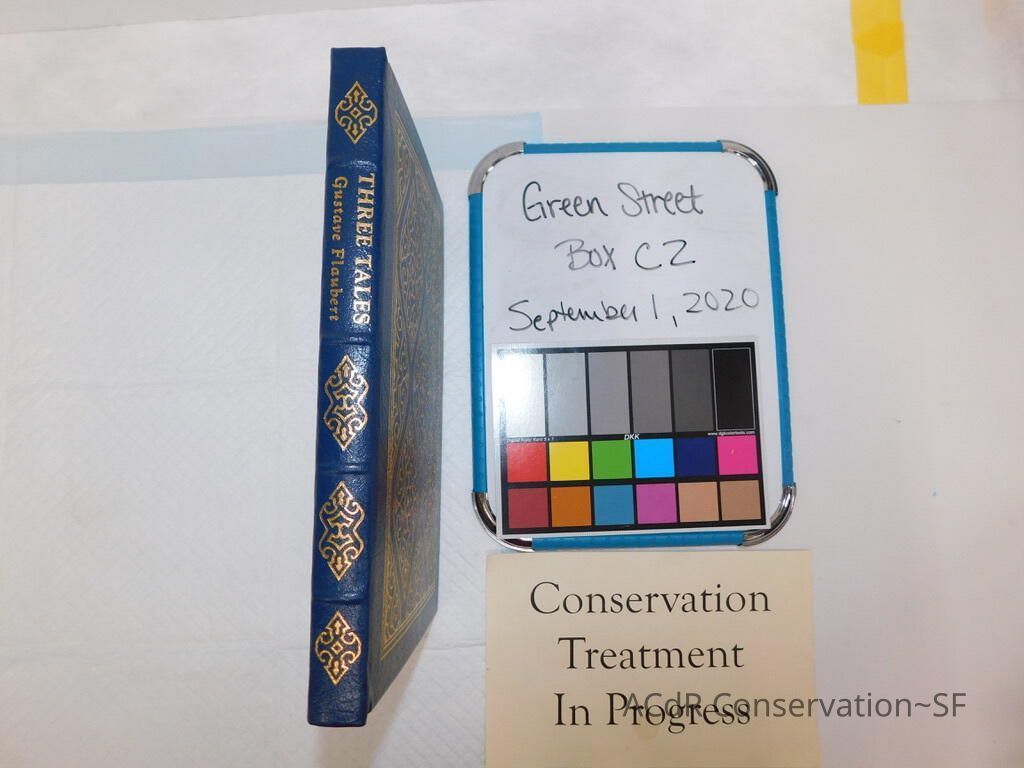 THREE TALES
Gustave Flaubert
Green Street
Box C2
September 1, 2020
DKK
Conservation
Treatment
In Progress
ACdR Conservation~SF